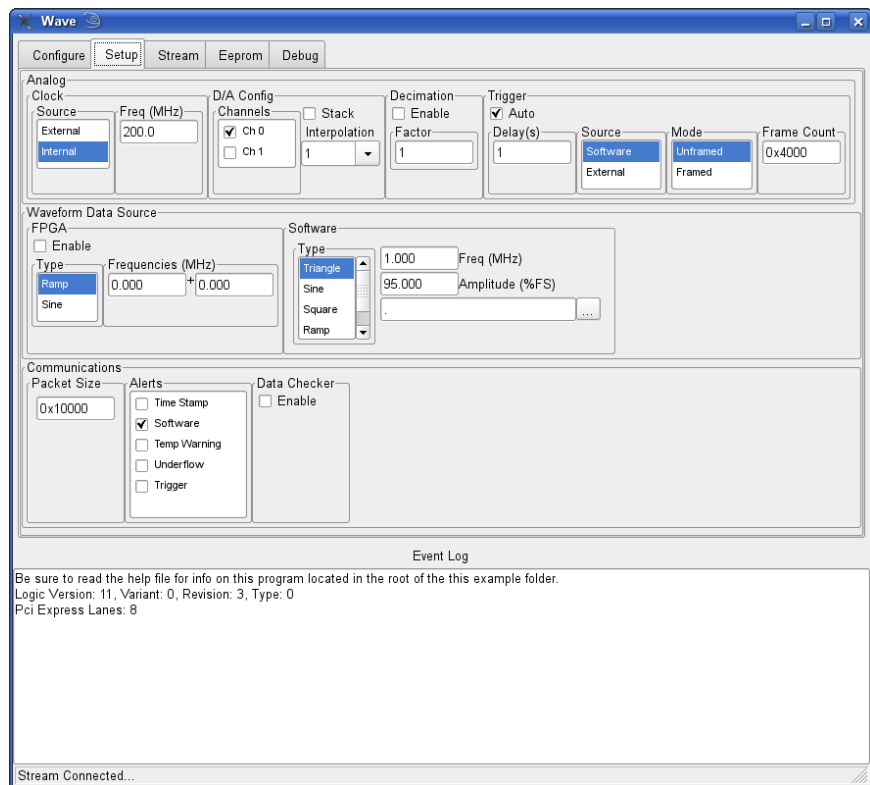 Wave
Configure Setup Stream Eeprom Debug
Analog
Clock D/A Config Decimation Trigger
Source Freq (MHz) Channels Stack Enable Auto
External 200.0 Ch 0 Interpolation Factor Delay(s) Source Mode Frame Count
Internal Ch 1 1 1 1 Software Unframed 0x4000
External Framed
Waveform Data Source
FPGA Software
Enable Type
Type Frequencies (MHz) Triangle 1.000 Freq (MHz)
Ramp 0.000 + 0.000 Sine 95.000 Amplitude (%FS)
Sine Square . ...
Ramp
Communications
Packet Size Alerts Data Checker
0x10000 Time Stamp Enable
Software
Temp Warning
Underflow
Trigger
Event Log
Be sure to read the help file for info on this program located in the root of the this example folder.
Logic Version: 11, Variant: 0, Revision: 3, Type: 0
Pci Express Lanes: 8
Stream Connected...